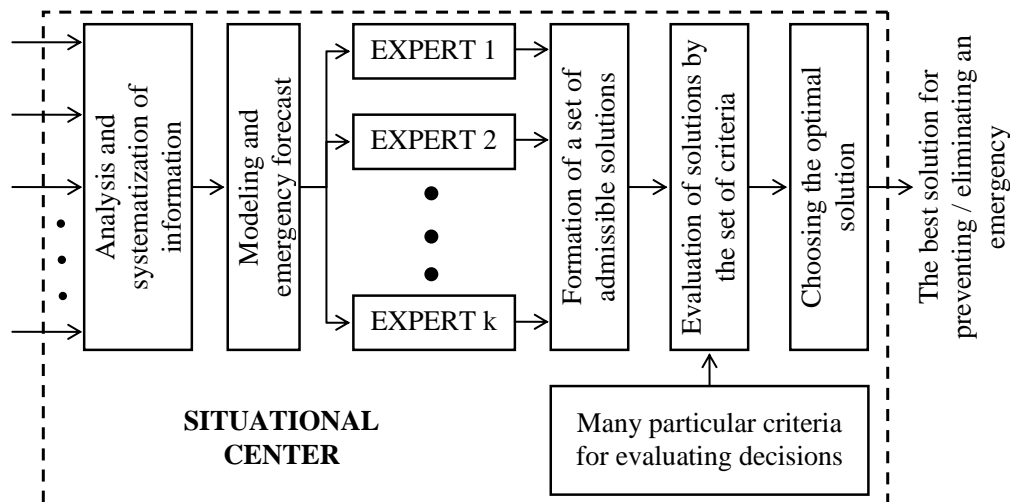 Analysis and
systematization of
information
Modeling and
emergency forecast
EXPERT 1
EXPERT 2
EXPERT k
Formation of a set of
admissible solutions
Evaluation of solutions by
the set of criteria
Choosing the optimal
solution
The best solution for
preventing / eliminating an
emergency
SITUATIONAL
CENTER
Many particular criteria
for evaluating decisions